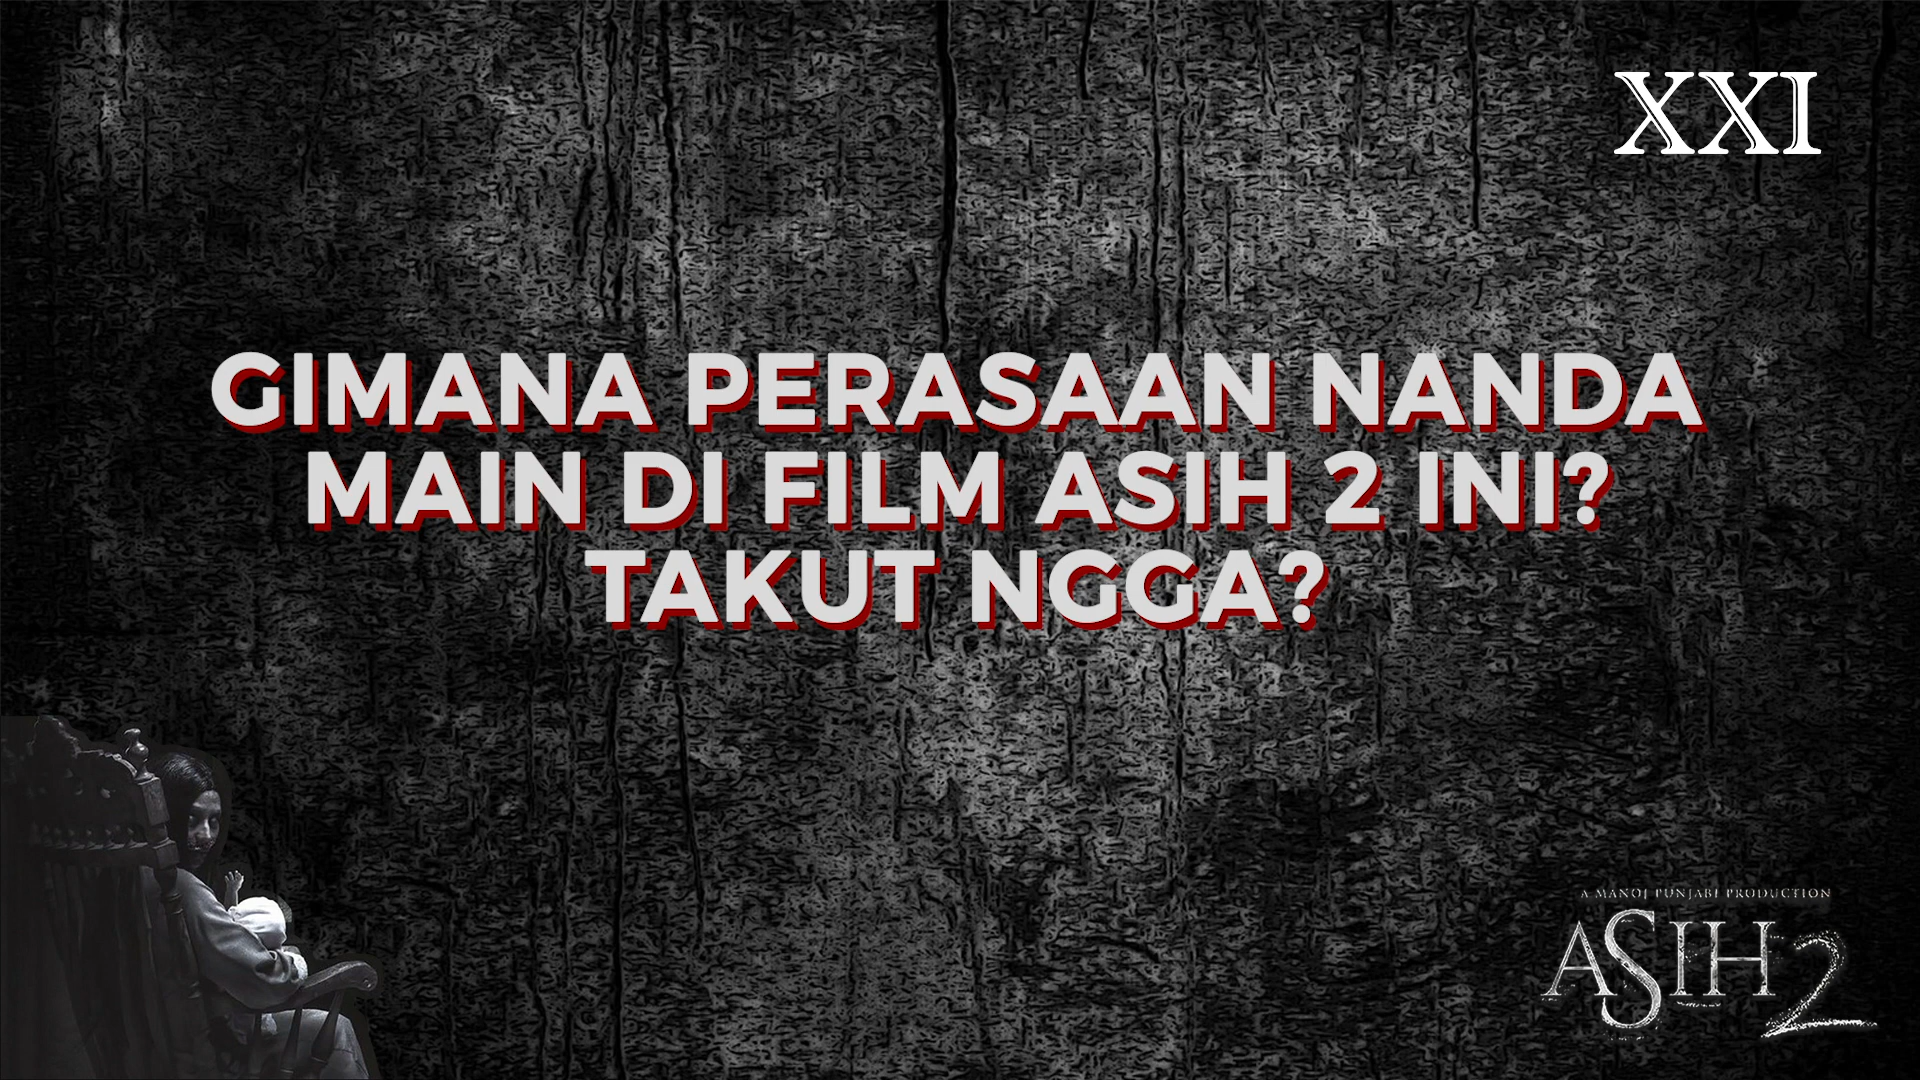 XXI
GIMANA PERASAAN NANDA
MAIN DI FILM ASIH 2 INI?
TAKUT NGGA?
A MANOJ PUNJABI PRODUCTION
ASIH 2